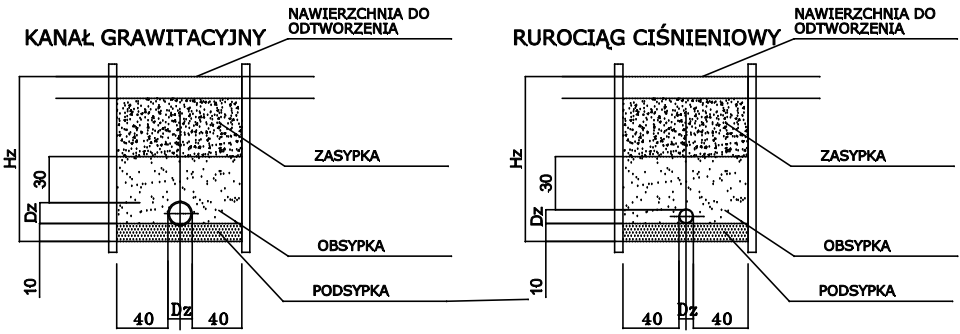 KANAŁ GRAWITACYJNY
NAWIERZCHNIA DO
ODTWORZENIA
Hz
30
Dz
10
ZASYPKA
OBSYPKA
PODSYPKA
40
Dz
40
RUROCIĄG CIŚNIENIOWY
NAWIERZCHNIA DO
ODTWORZENIA
Hz
30
Dz
10
ZASYPKA
OBSYPKA
PODSYPKA
40
Dz
40